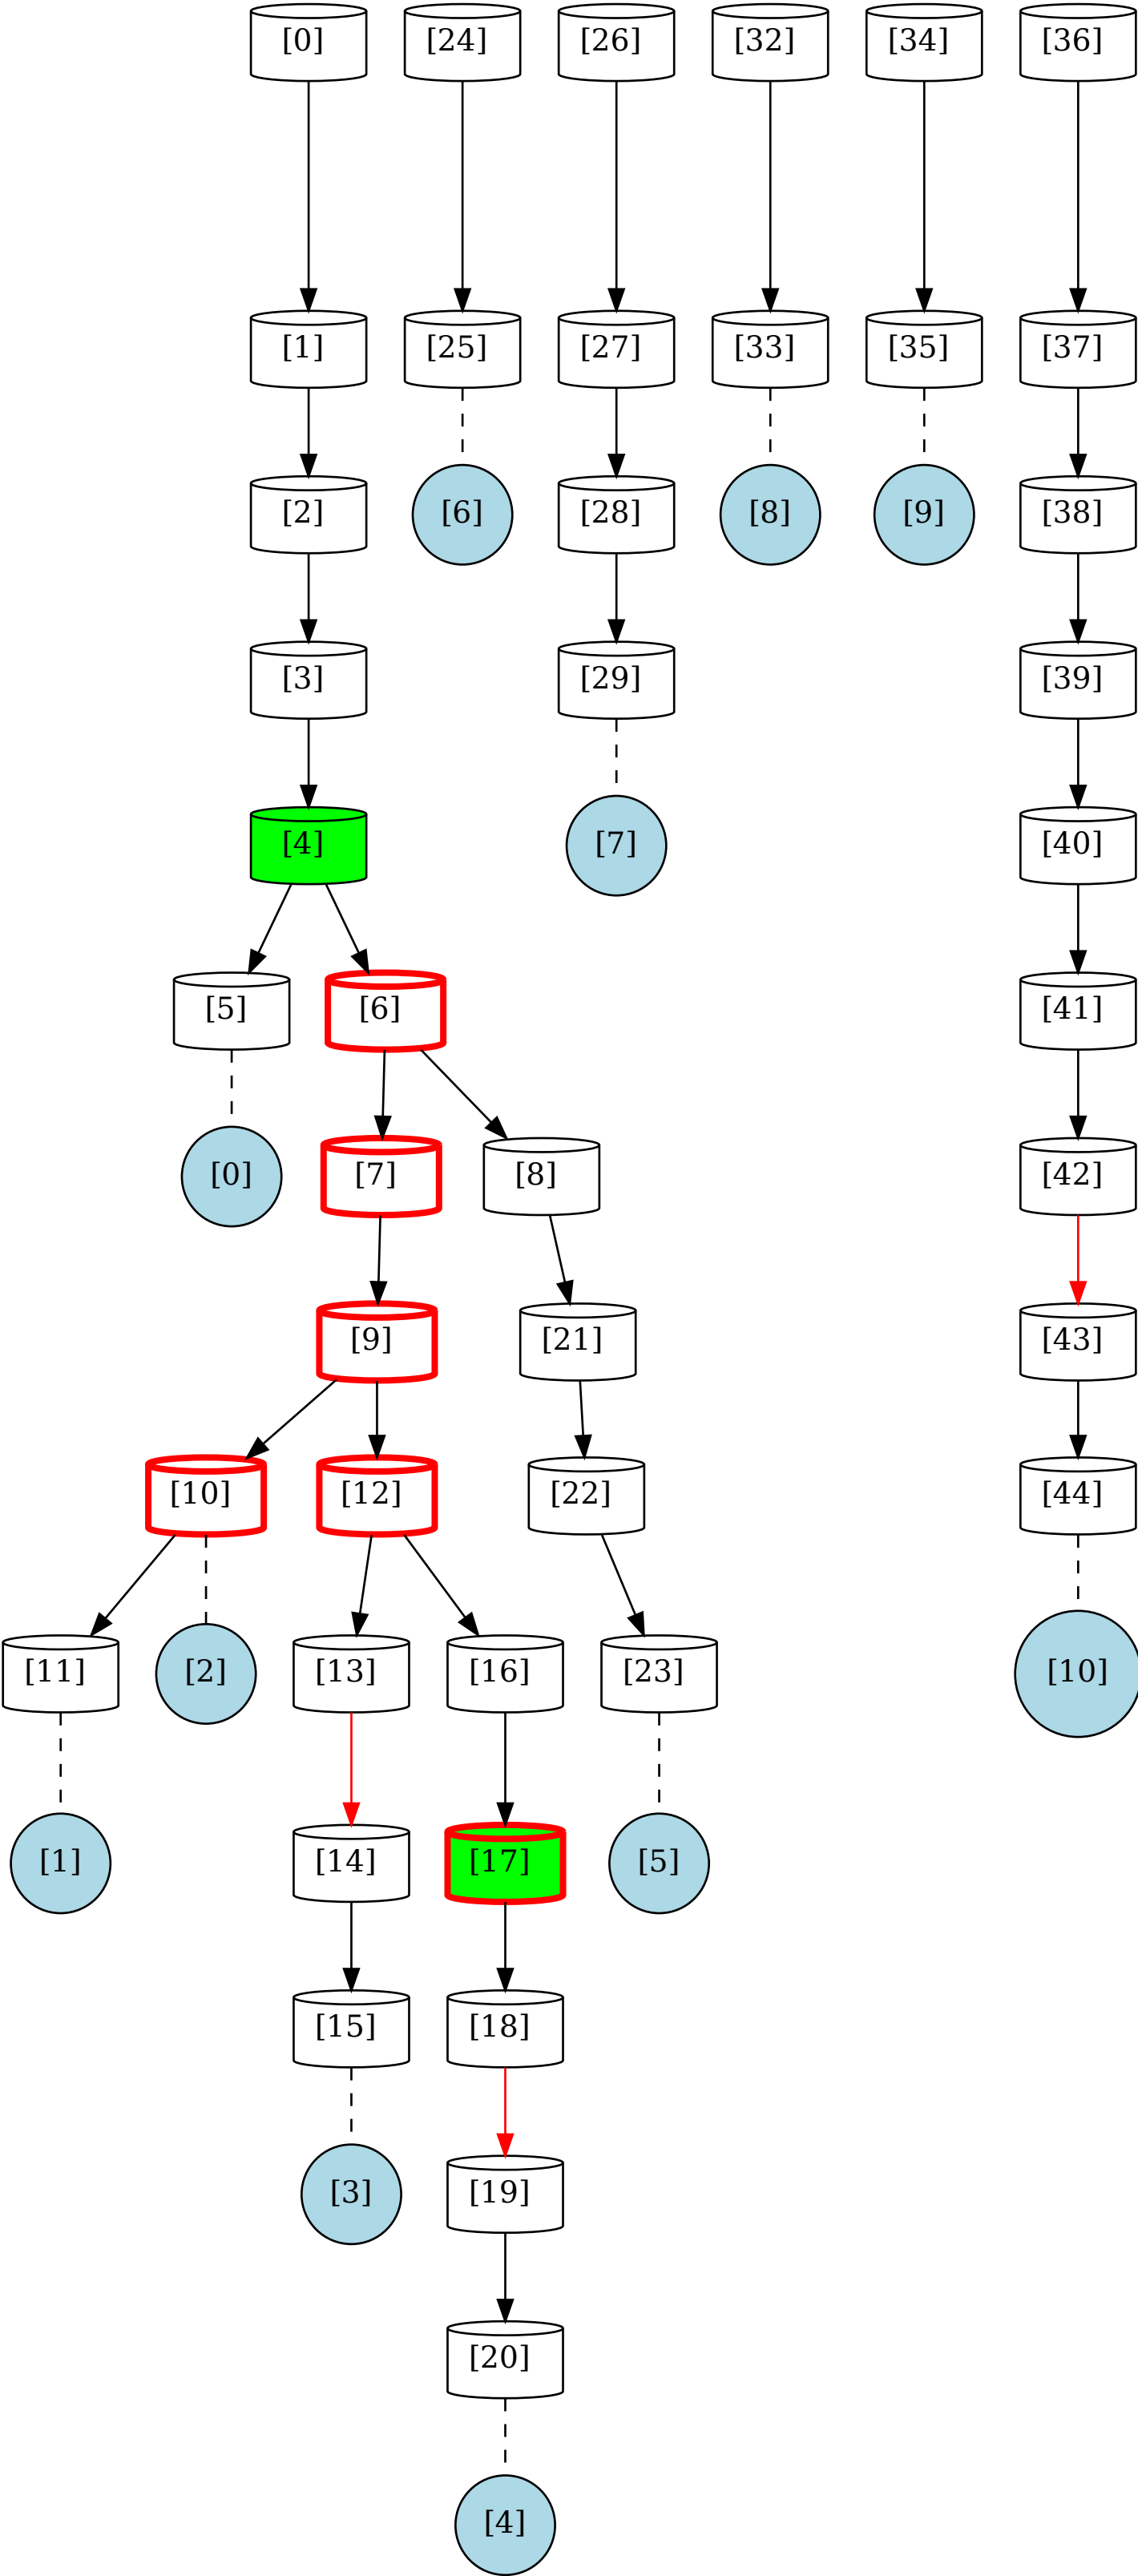 [0] [24] [26] [32] [34] [36]
[1] [25] [27] [33] [35] [37]
[2] [6] [28] [8] [9] [38]
[3] [29] [39]
[4] [7] [40]
[5] [6] [41]
[0] [7] [8] [42]
[9] [21] [43]
[10] [12] [22] [44]
[11] [2] [13] [16] [23] [10]
[1] [14] [17] [5]
[15] [18]
[3] [19]
[20]
[4]